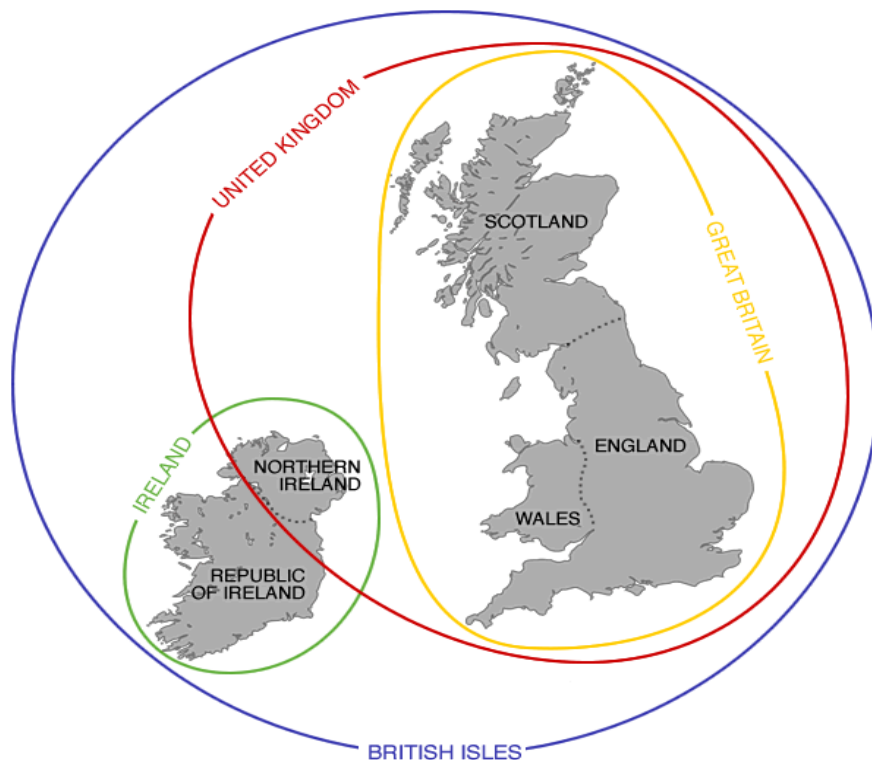 UNITED KINGDOM
SCOTLAND
GREAT BRITAIN
IRELAND
NORTHERN
IRELAND
ENGLAND
WALES
REPUBLIC
OF IRELAND
BRITISH ISLES